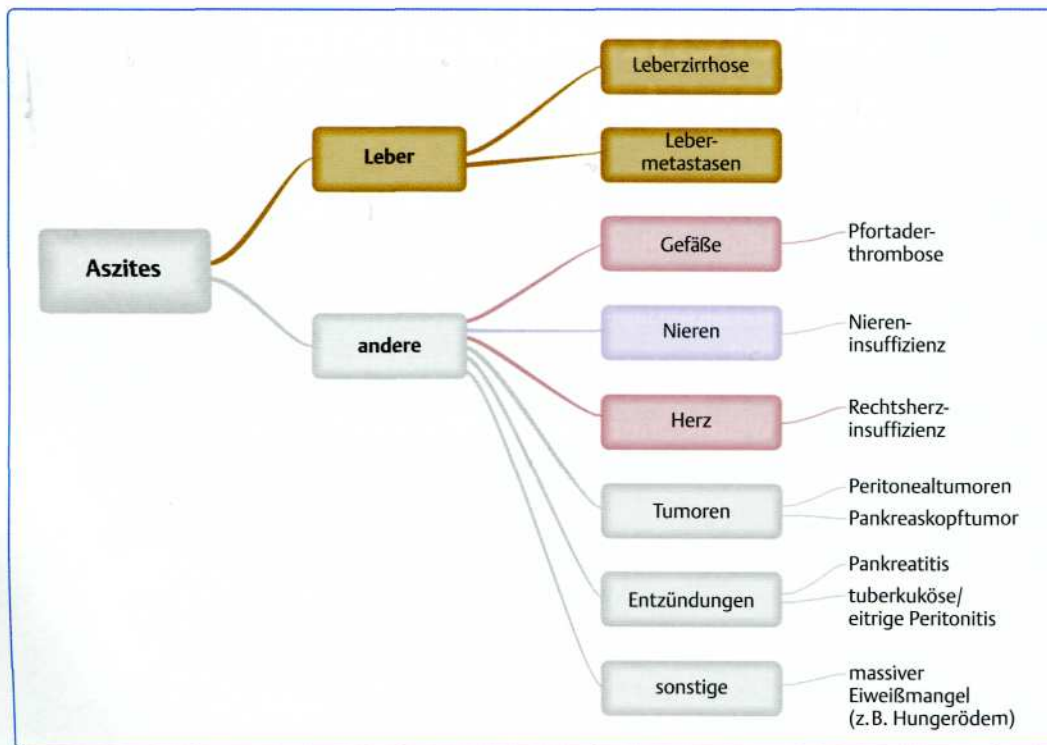 Aszites
Leber
Leberzirrhose
Leber-
metastasen
andere
Gefäße
Pfortader-
thrombose
Nieren
Nieren-
insuffizienz
Herz
Rechtsherz-
insuffizienz
Tumoren
Peritonealtumoren
Pankreaskopftumor
Entzündungen
Pankreatitis
tuberkuköse/
eitrige Peritonitis
sonstige
massiver
Eiweißmangel
(z. B. Hungerödem)